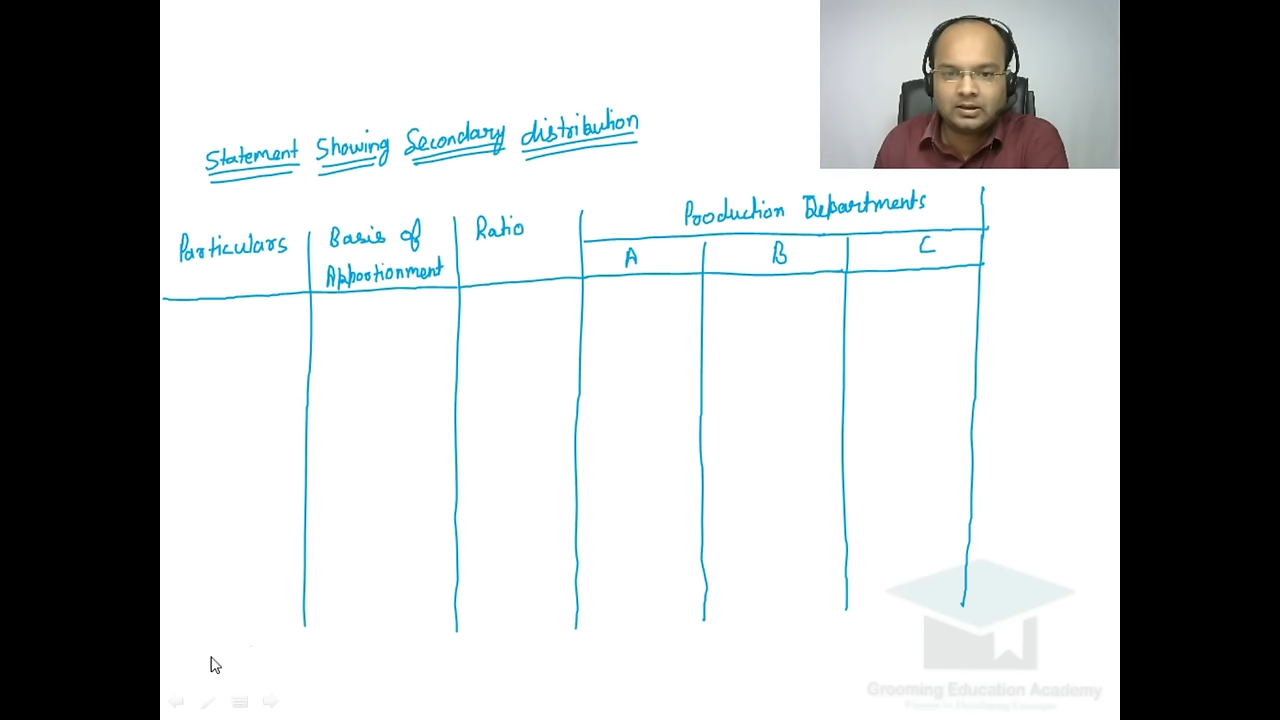 Statement Showing Secondary distribution
Particulars
Basis of
Apportionment
Ratio
Production Departments
A
B
C
Grooming Education Academy